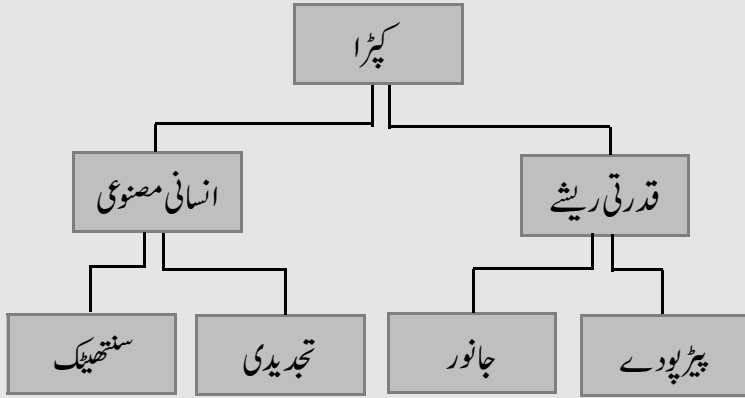 کپڑا
قدرتی ریشے
انسانی مصنوعی
پیڑ پودے
جانور
تجدیدی
سنتھیٹک